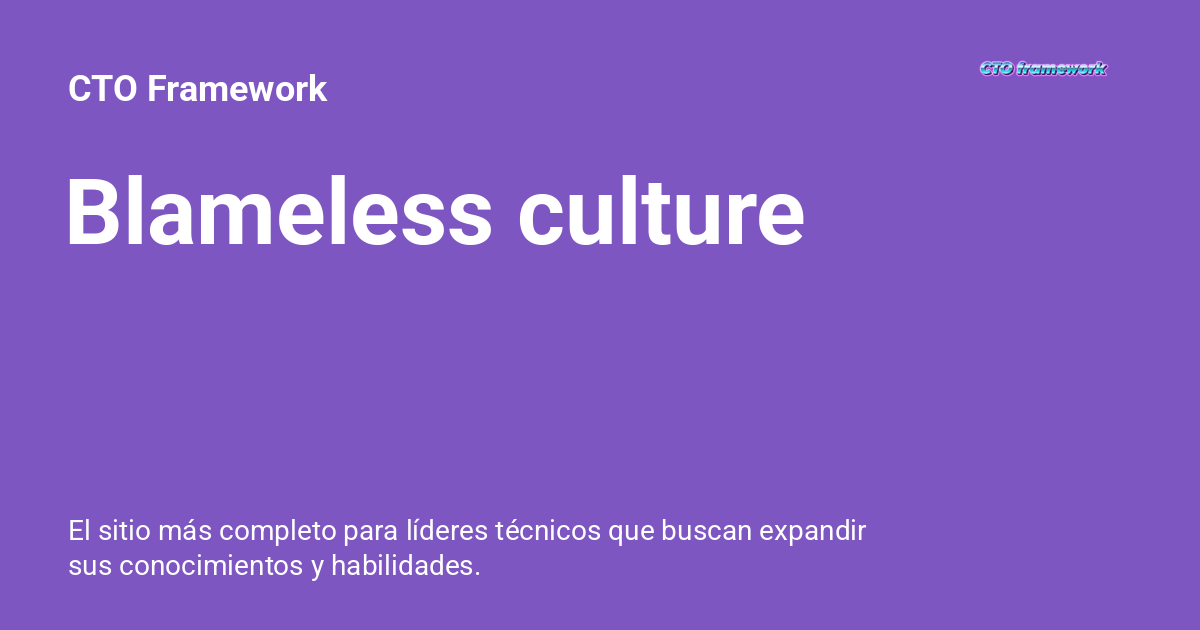 CTO Framework
CTO framework
Blameless culture
El sitio más completo para líderes técnicos que buscan expandir
sus conocimientos y habilidades.